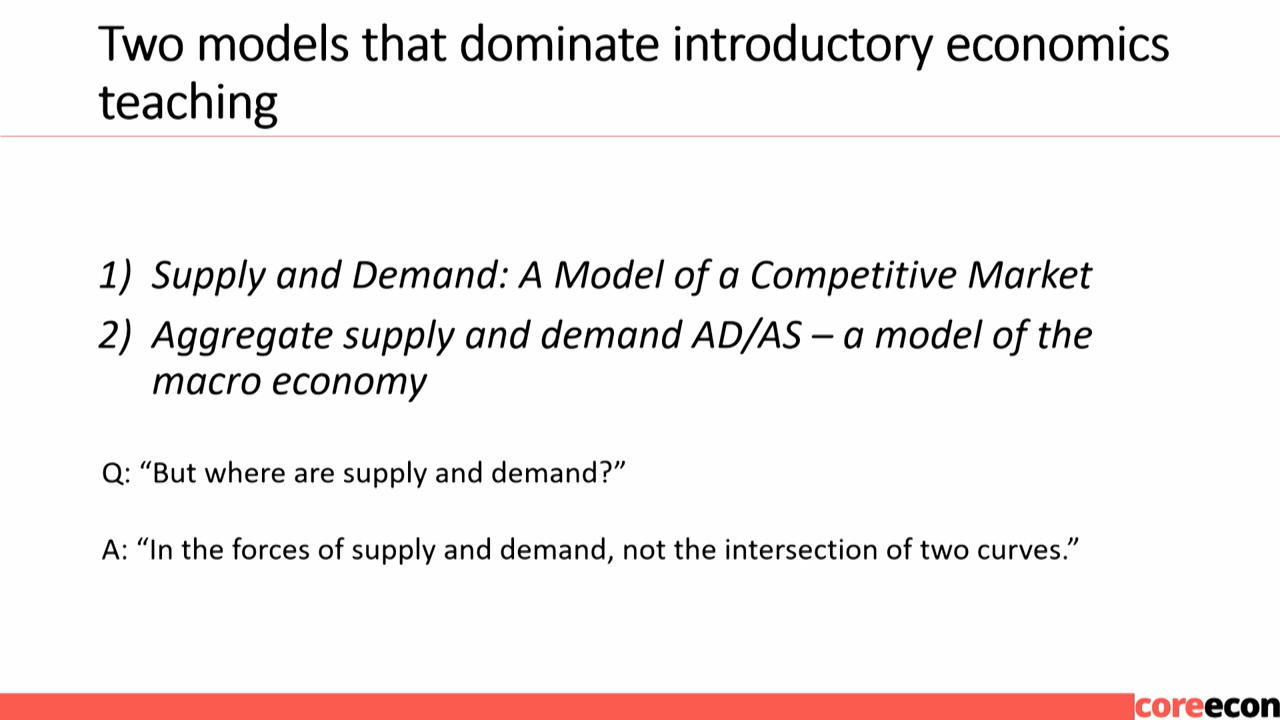 Two models that dominate introductory economics
teaching
1) Supply and Demand: A Model of a Competitive Market
2) Aggregate supply and demand AD/AS – a model of the
macro economy
Q: “But where are supply and demand?”
A: “In the forces of supply and demand, not the intersection of two curves.”
coreecon